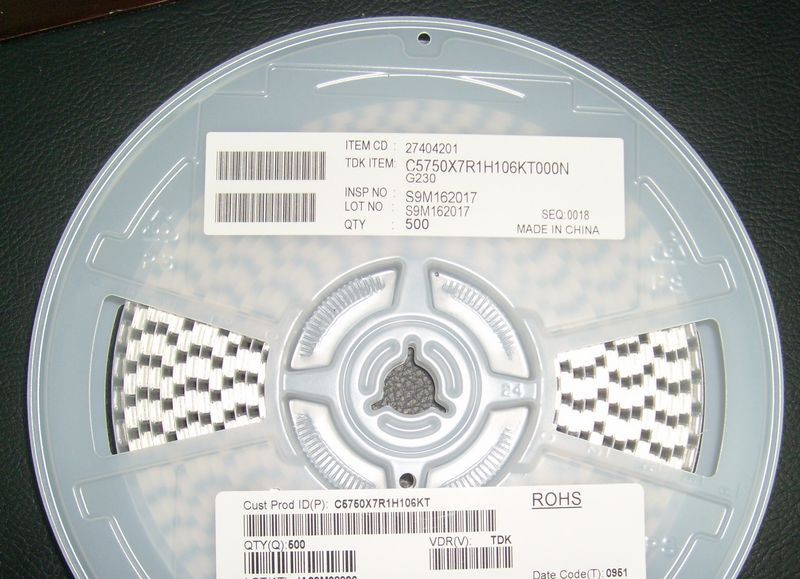 ITEM CD : 27404201
TDK ITEM: C5750X7R1H106KT000N
G230
INSP NO : S9M162017
LOT NO : S9M162017
QTY : 500
SEQ:0018
MADE IN CHINA
24
Cust Prod ID(P): C5750X7R1H106KT
ROHS
QTY(Q):500
VDR(V): TDK
Date Code(T): 0951